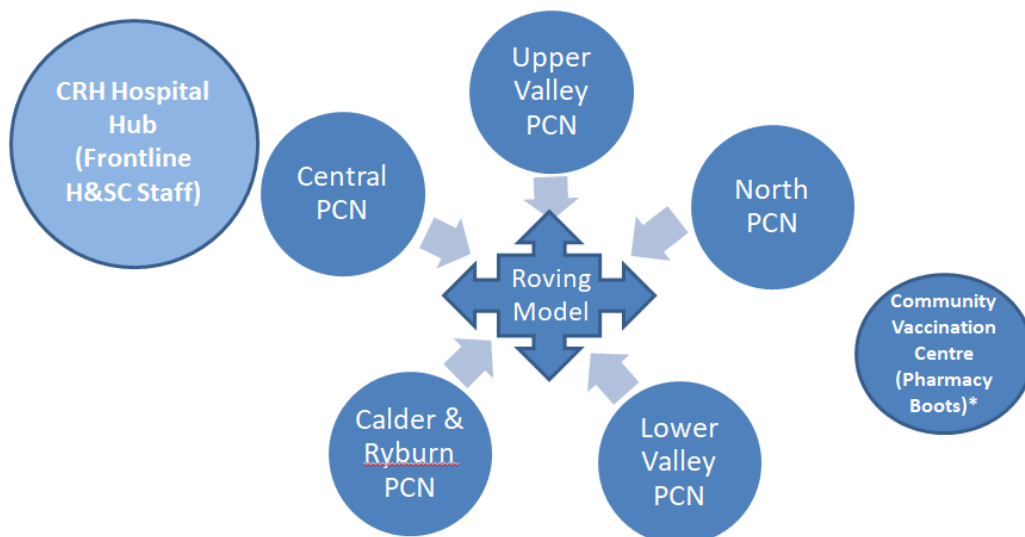 CRH Hospital
Hub
(Frontline
H&SC Staff)
Upper
Valley
PCN
Central
PCN
North
PCN
Roving
Model
Community
Vaccination
Centre
(Pharmacy
Boots)*
Calder &
Ryburn
PCN
Lower
Valley
PCN